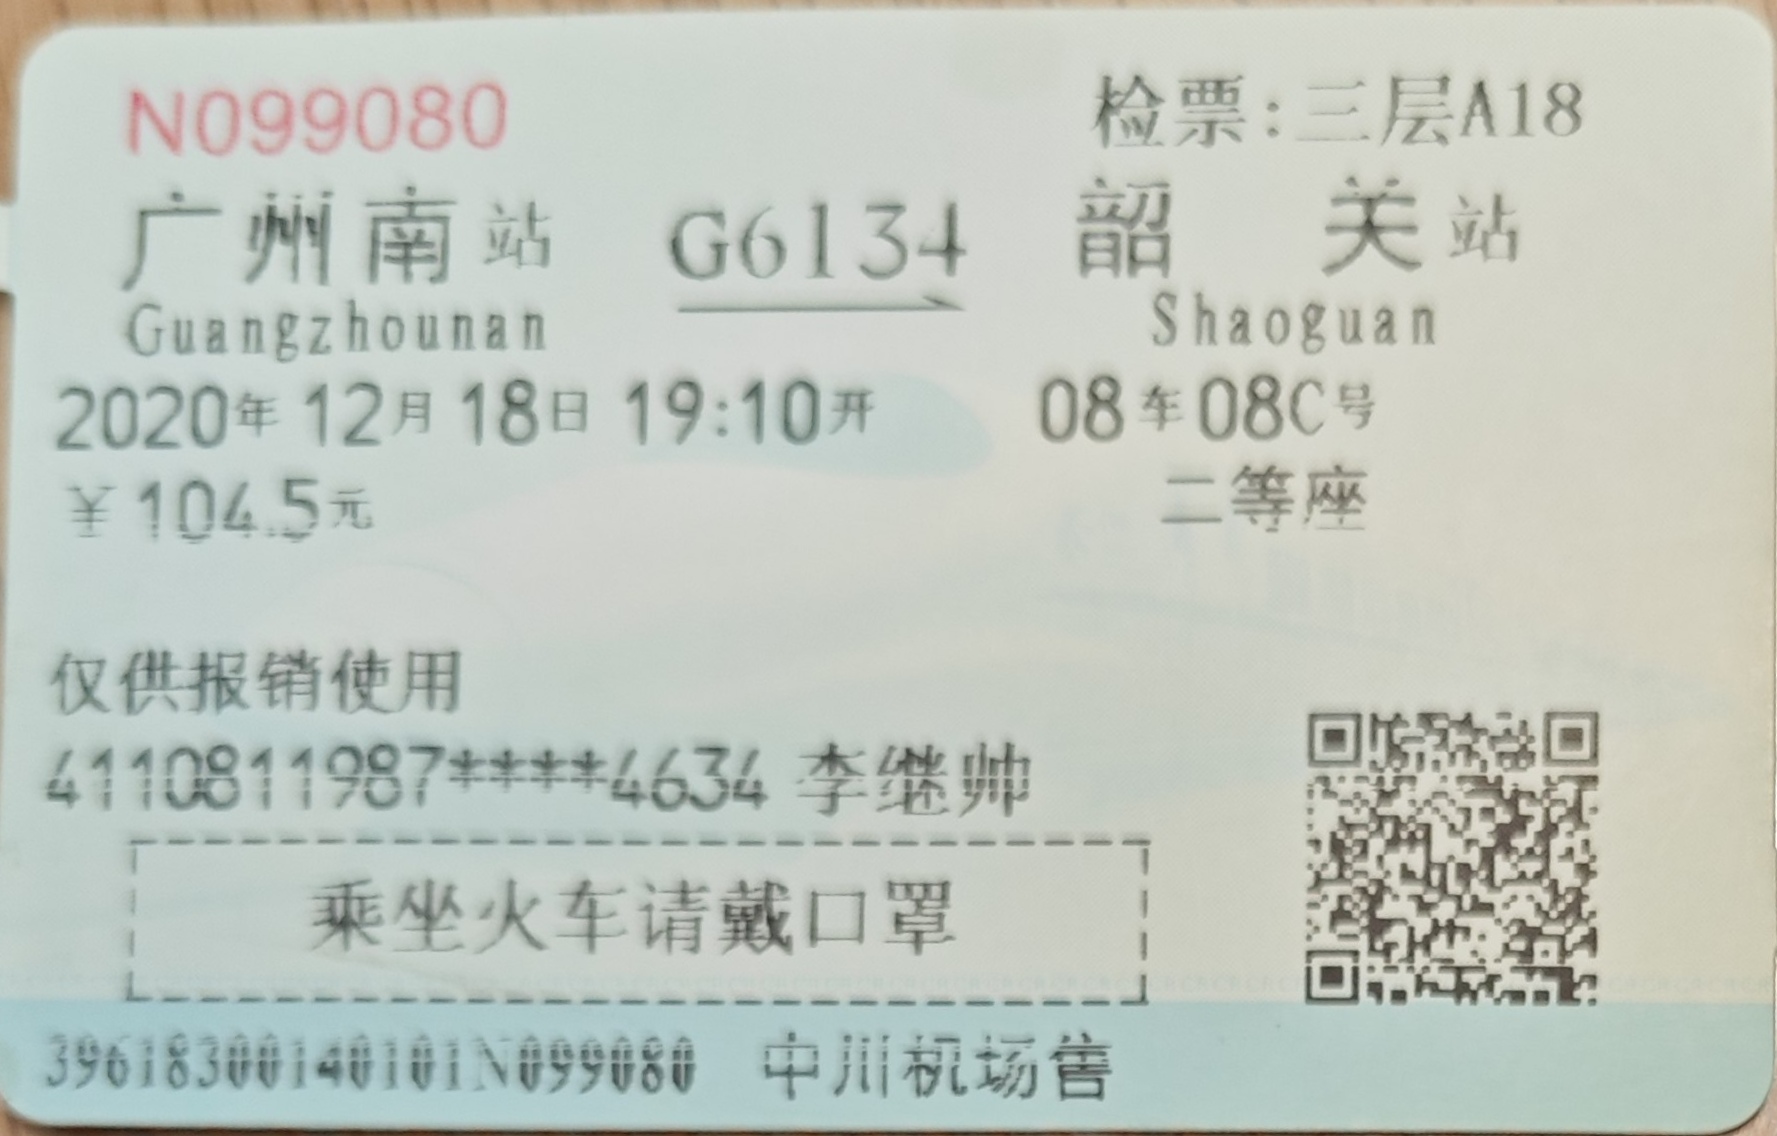 N099080 检票:三层A18
广州南站 G6134 韶关站
Guangzhounan Shaoguan
2020年12月18日 19:10开 08车08C号
¥104.5元 二等座
仅供报销使用
4110811987****4634 李继帅
乘坐火车请戴口罩
39618300140101N099080 中川机场售